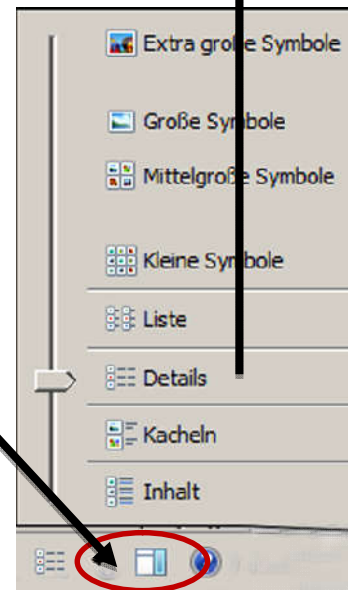 Extra große Symbole
Große Symbole
Mittelgroße Symbole
Kleine Symbole
Liste
Details
Kacheln
Inhalt